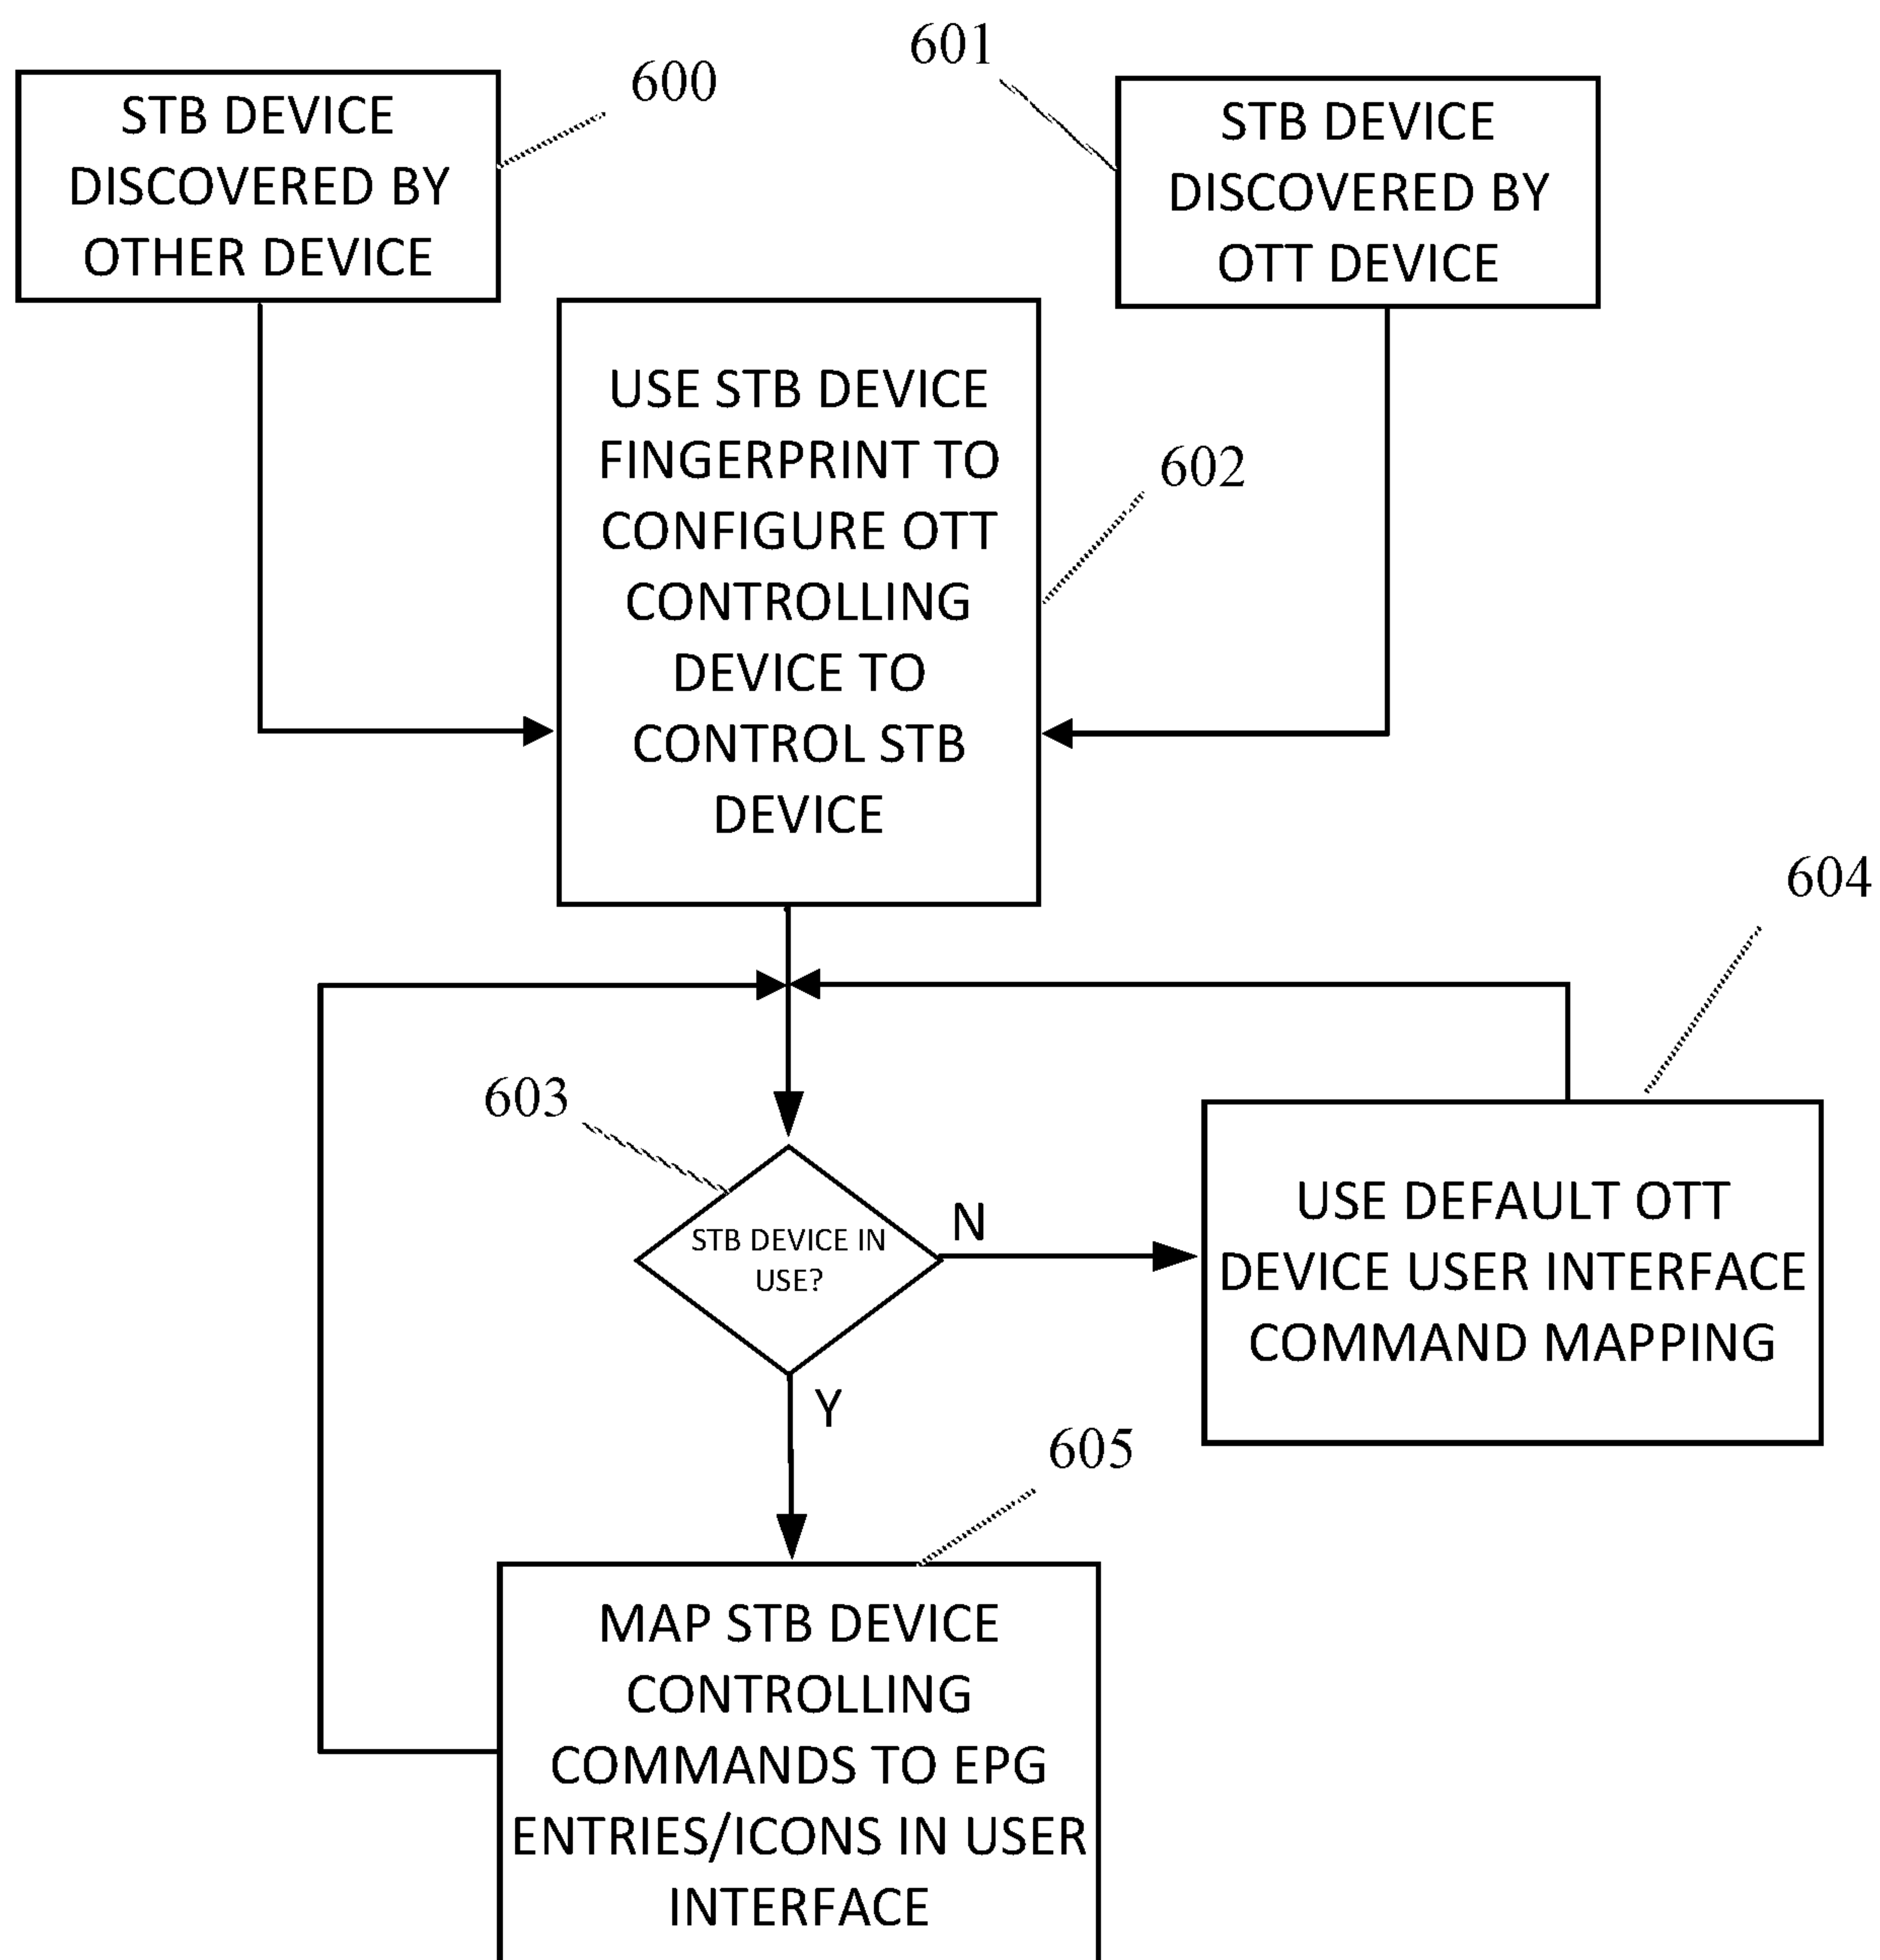 601
600
STB DEVICE
DISCOVERED BY
OTHER DEVICE
STB DEVICE
DISCOVERED BY
OTT DEVICE
USE STB DEVICE
FINGERPRINT TO
CONFIGURE OTT
CONTROLLING
DEVICE TO
CONTROL STB
DEVICE
602
604
603
STB DEVICE IN
USE?
N
Y
USE DEFAULT OTT
DEVICE USER INTERFACE
COMMAND MAPPING
605
MAP STB DEVICE
CONTROLLING
COMMANDS TO EPG
ENTRIES/ICONS IN USER
INTERFACE